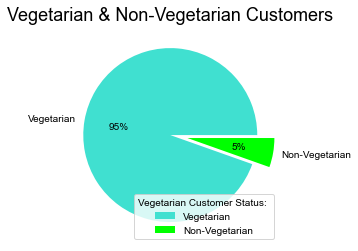 Vegetarian & Non-Vegetarian Customers
Vegetarian
95%
5%
Non-Vegetarian
Vegetarian Customer Status:
Vegetarian
Non-Vegetarian